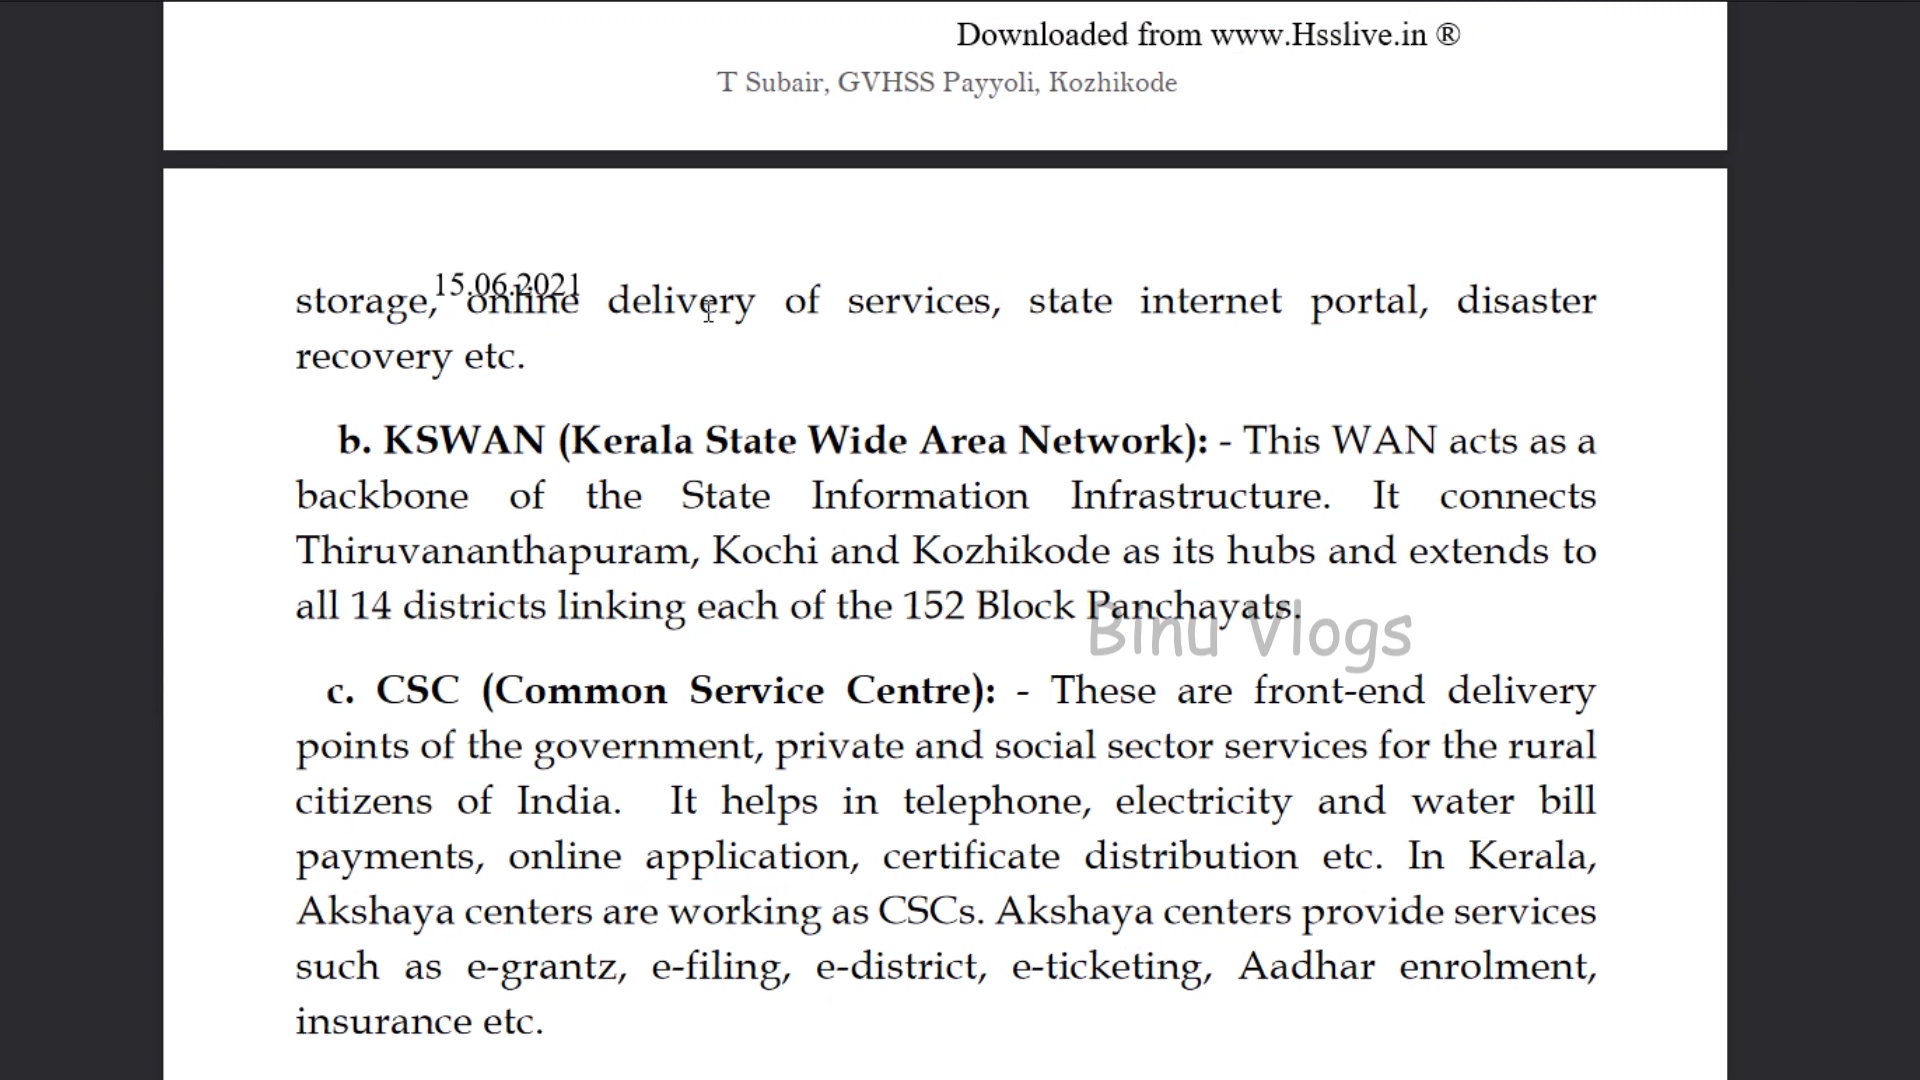 Downloaded from www.Hsslive.in ®
T Subair, GVHSS Payyoli, Kozhikode
15.06.2021
storage, online delivery of services, state internet portal, disaster
recovery etc.
b. KSWAN (Kerala State Wide Area Network): - This WAN acts as a
backbone of the State Information Infrastructure. It connects
Thiruvananthapuram, Kochi and Kozhikode as its hubs and extends to
all 14 districts linking each of the 152 Block Panchayats.
Binu Vlogs
c. CSC (Common Service Centre): - These are front-end delivery
points of the government, private and social sector services for the rural
citizens of India. It helps in telephone, electricity and water bill
payments, online application, certificate distribution etc. In Kerala,
Akshaya centers are working as CSCs. Akshaya centers provide services
such as e-grantz, e-filing, e-district, e-ticketing, Aadhar enrolment,
insurance etc.